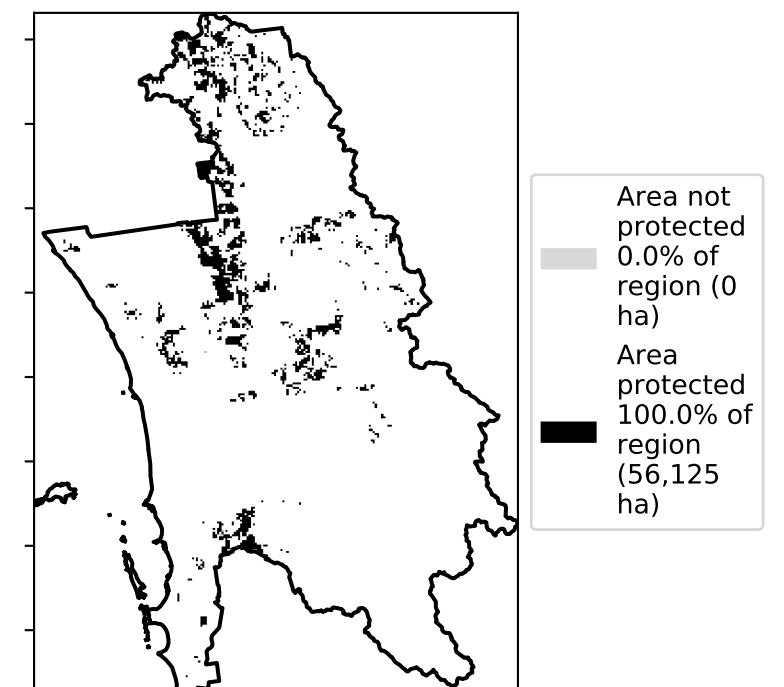 Area not
protected
0.0% of
region (0
ha)
Area
protected
100.0% of
region
(56,125
ha)